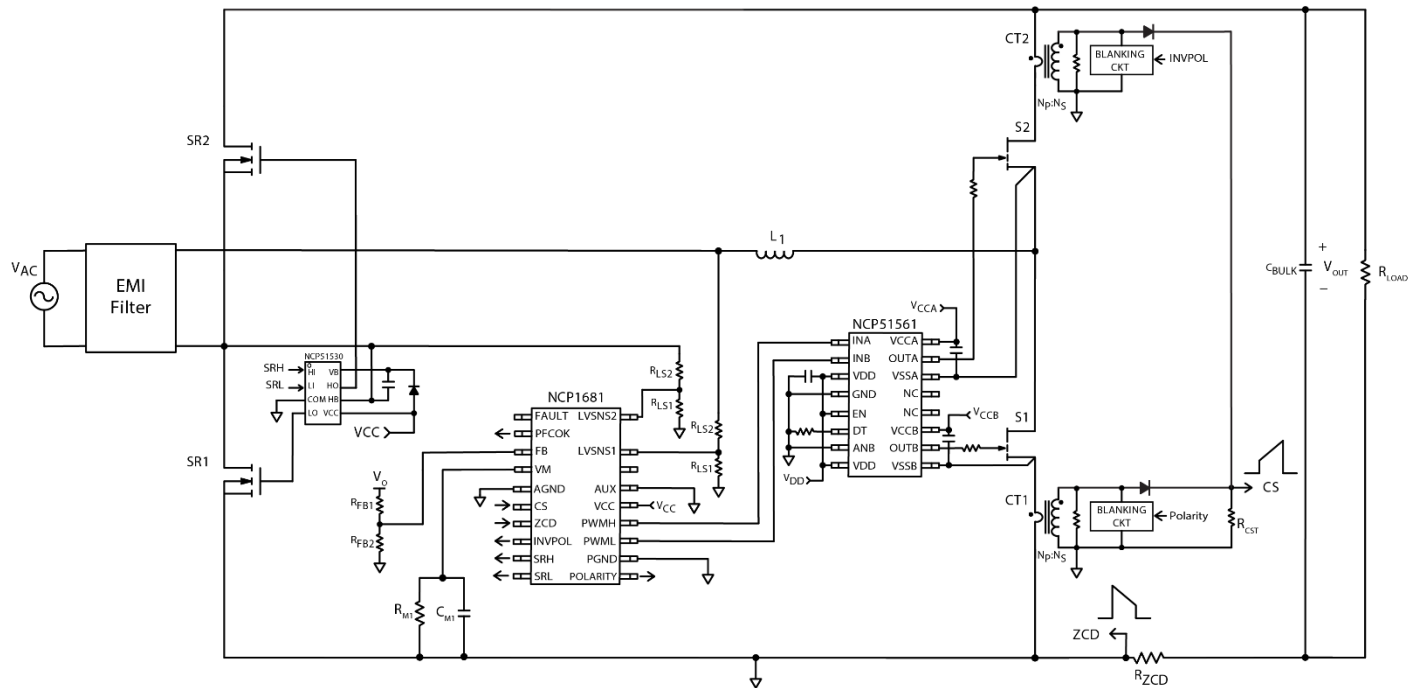 CT2
BLANKING
CKT
INVPOL
NP:NS
S2
SR2
L1
VAC
EMI
Filter
CBULK
+
VOUT
−
RLOAD
VCCA
NCP51561
INA
INB
VDD
GND
EN
DT
ANB
VDD
VCCA
OUTA
VSSA
NC
NC
VCCB
OUTB
VSSB
VDD
VCCB
S1
NCP51530
SRH
SRL
HI
LI
COM
LO
VB
HO
HB
VCC
VCC
RLS2
RLS1
RLS2
RLS1
NCP1681
FAULT
PFCOK
FB
VM
AGND
CS
ZCD
INVPOL
SRH
SRL
LVSNS2
LVSNS1
AUX
VCC
PWMH
PWML
PGND
POLARITY
VCC
SR1
VO
RFB1
RFB2
RM1
CM1
CT1
BLANKING
CKT
Polarity
NP:NS
CS
RCST
ZCD
RZCD